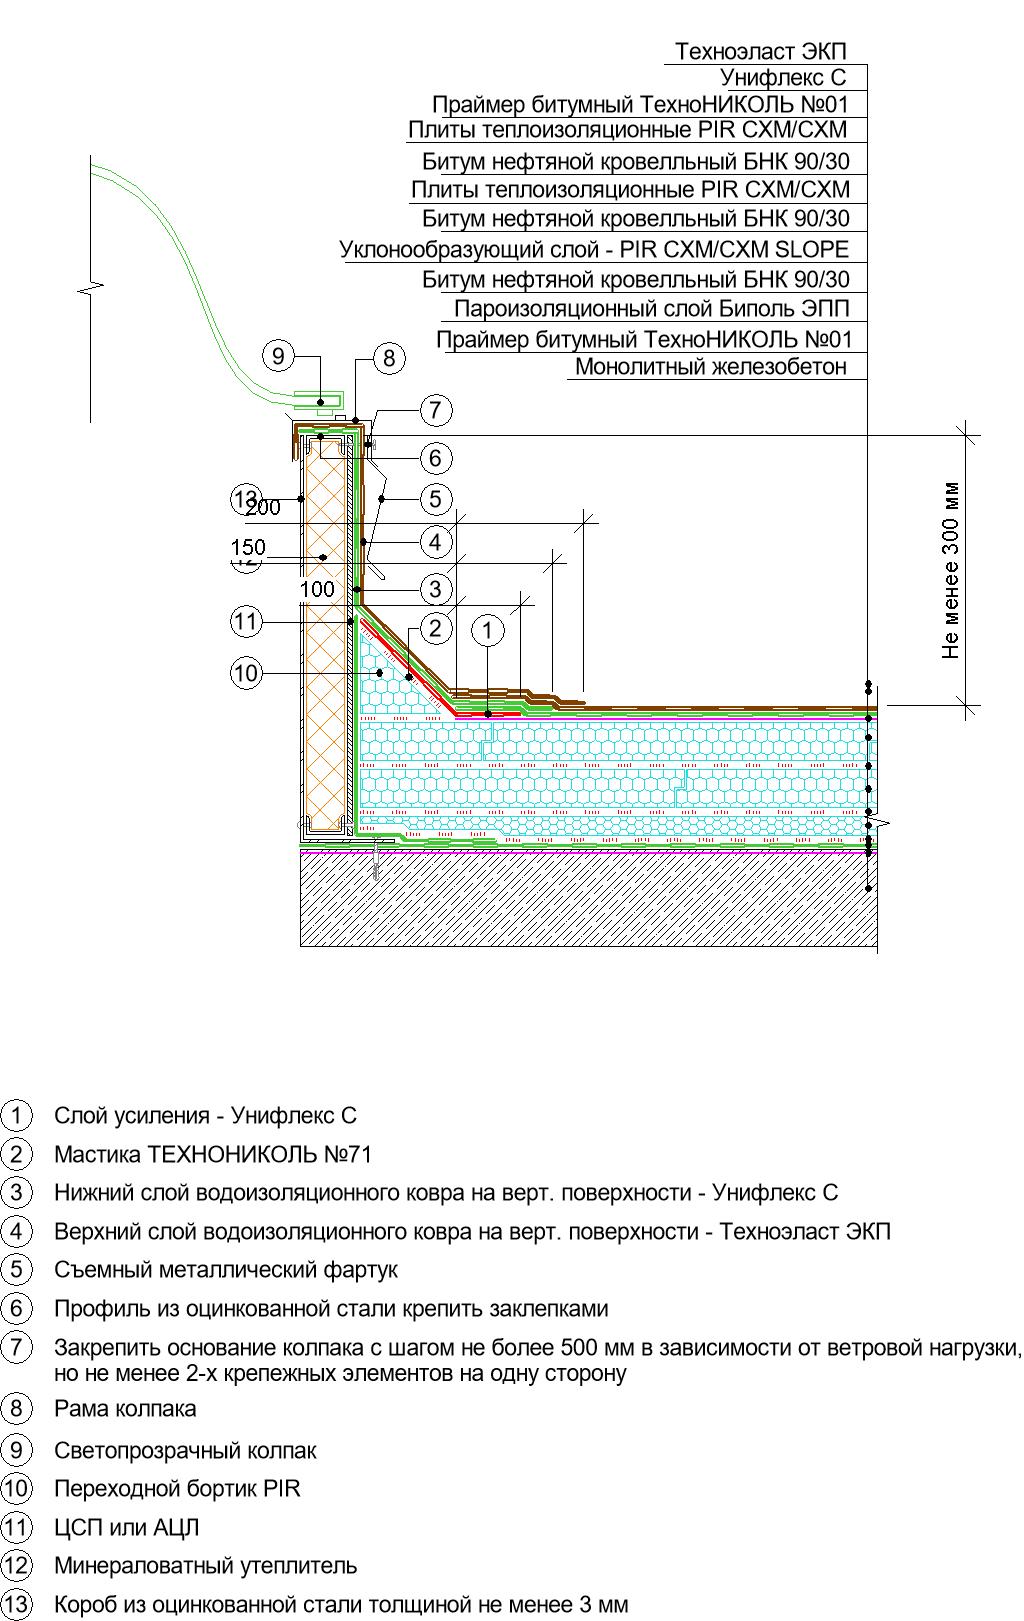 Техноэласт ЭКП
Унифлекс С
Праймер битумный ТехноНИКОЛЬ №01
Плиты теплоизоляционные PIR СХМ/СХМ
Битум нефтяной кровелльный БНК 90/30
Плиты теплоизоляционные PIR СХМ/СХМ
Битум нефтяной кровелльный БНК 90/30
Уклонообразующий слой - PIR СХМ/СХМ SLOPE
Битум нефтяной кровелльный БНК 90/30
Пароизоляционный слой Биполь ЭПП
Праймер битумный ТехноНИКОЛЬ №01
Монолитный железобетон
9
8
7
6
13
5
200
4
150
12
3
100
11
2
1
10
Не менее 300 мм
1 Слой усиления - Унифлекс С
2 Мастика ТЕХНОНИКОЛЬ №71
3 Нижний слой водоизоляционного ковра на верт. поверхности - Унифлекс С
4 Верхний слой водоизоляционного ковра на верт. поверхности - Техноэласт ЭКП
5 Съемный металлический фартук
6 Профиль из оцинкованной стали крепить заклепками
7 Закрепить основание колпака с шагом не более 500 мм в зависимости от ветровой нагрузки,
но не менее 2-х крепежных элементов на одну сторону
8 Рама колпака
9 Светопрозрачный колпак
10 Переходной бортик PIR
11 ЦСП или АЦЛ
12 Минераловатный утеплитель
13 Короб из оцинкованной стали толщиной не менее 3 мм